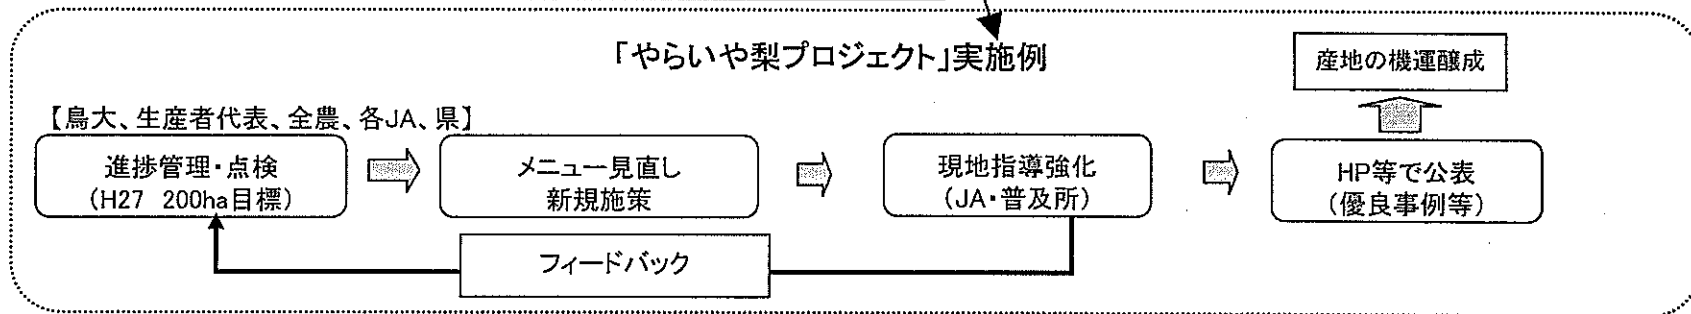 「やらいや梨プロジェクト」実施例
産地の機運醸成
【鳥大、生産者代表、全農、各JA、県】
進捗管理・点検
(H27 200ha目標)
メニュー見直し
新規施策
現地指導強化
(JA・普及所)
HP等で公表
(優良事例等)
フィードバック